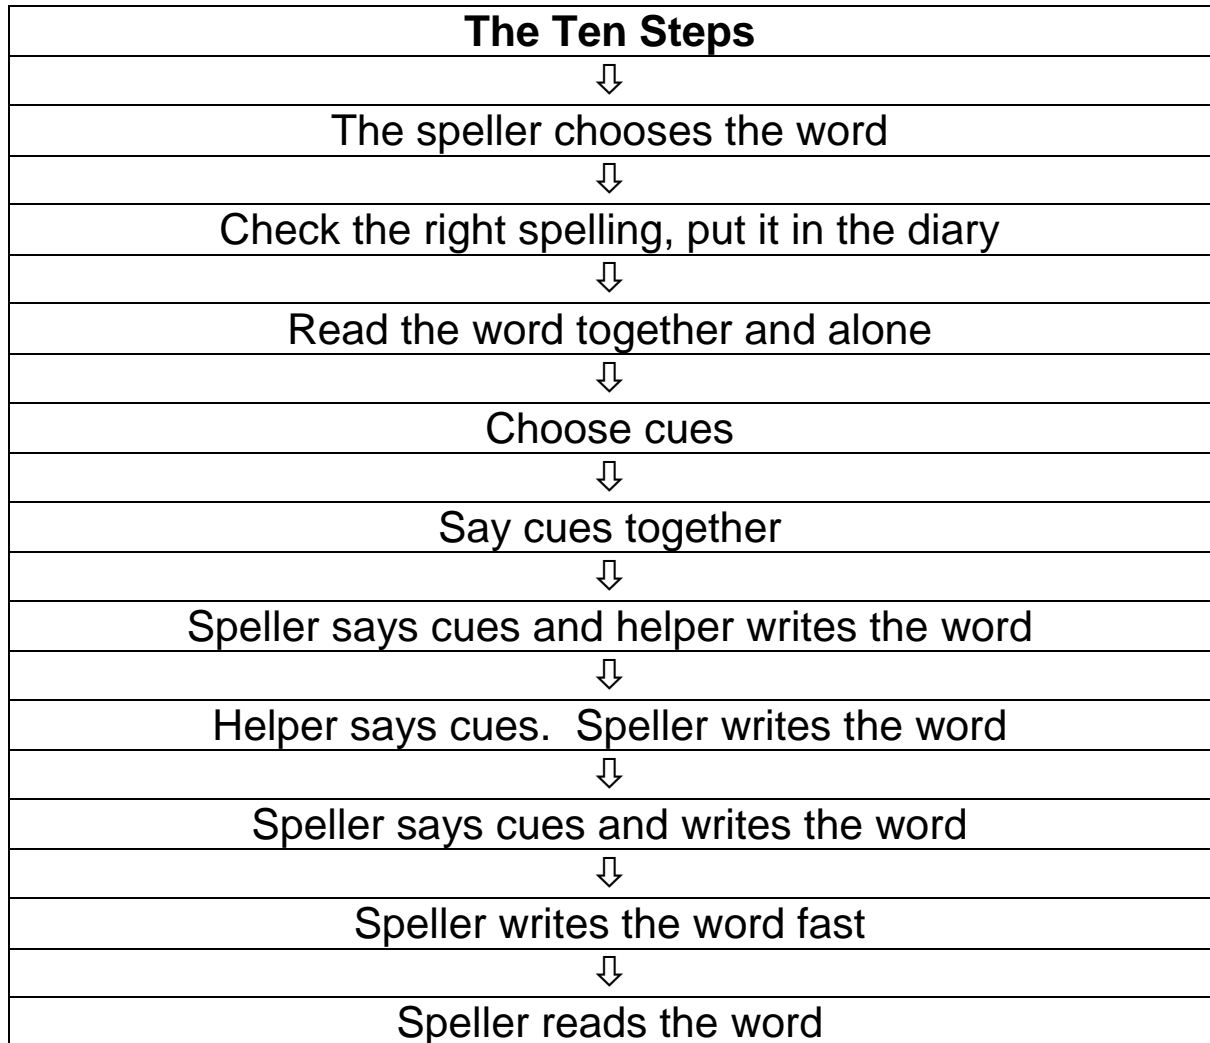 The Ten Steps
⇩
The speller chooses the word
⇩
Check the right spelling, put it in the diary
⇩
Read the word together and alone
⇩
Choose cues
⇩
Say cues together
⇩
Speller says cues and helper writes the word
⇩
Helper says cues.  Speller writes the word
⇩
Speller says cues and writes the word
⇩
Speller writes the word fast
⇩
Speller reads the word